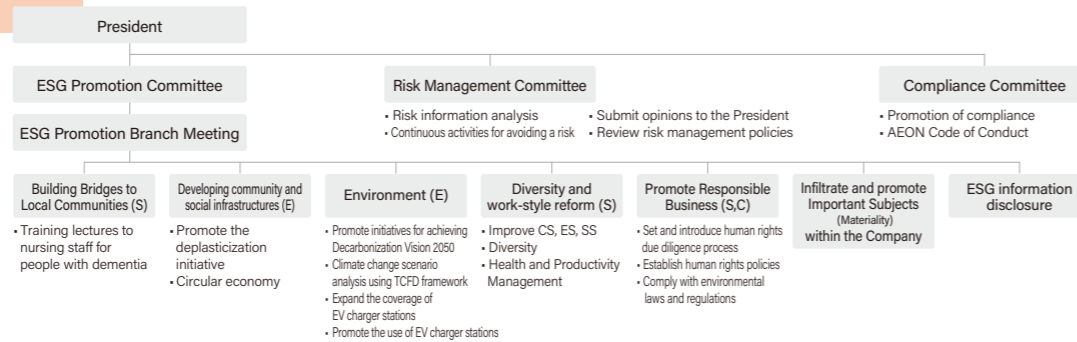 President
ESG Promotion Committee
Risk Management Committee
Compliance Committee
• Risk information analysis
• Continuous activities for avoiding a risk
• Submit opinions to the President
• Review risk management policies
• Promotion of compliance
• AEON Code of Conduct
ESG Promotion Branch Meeting
Building Bridges to
Local Communities (S)
• Training lectures to
nursing staff for
people with dementia
Developing community and
social infrastructures (E)
• Promote the
deplasticization
initiative
• Circular economy
Environment (E)
• Promote initiatives for achieving
Decarbonization Vision 2050
• Climate change scenario
analysis using TCFD framework
• Expand the coverage of
EV charger stations
• Promote the use of EV charger stations
Diversity and
work-style reform (S)
• Improve CS, ES, SS
• Diversity
• Health and Productivity
Management
Promote Responsible
Business (S,C)
• Set and introduce human rights
due diligence process
• Establish human rights policies
• Comply with environmental
laws and regulations
Infiltrate and promote
Important Subjects
(Materiality)
within the Company
ESG information
disclosure